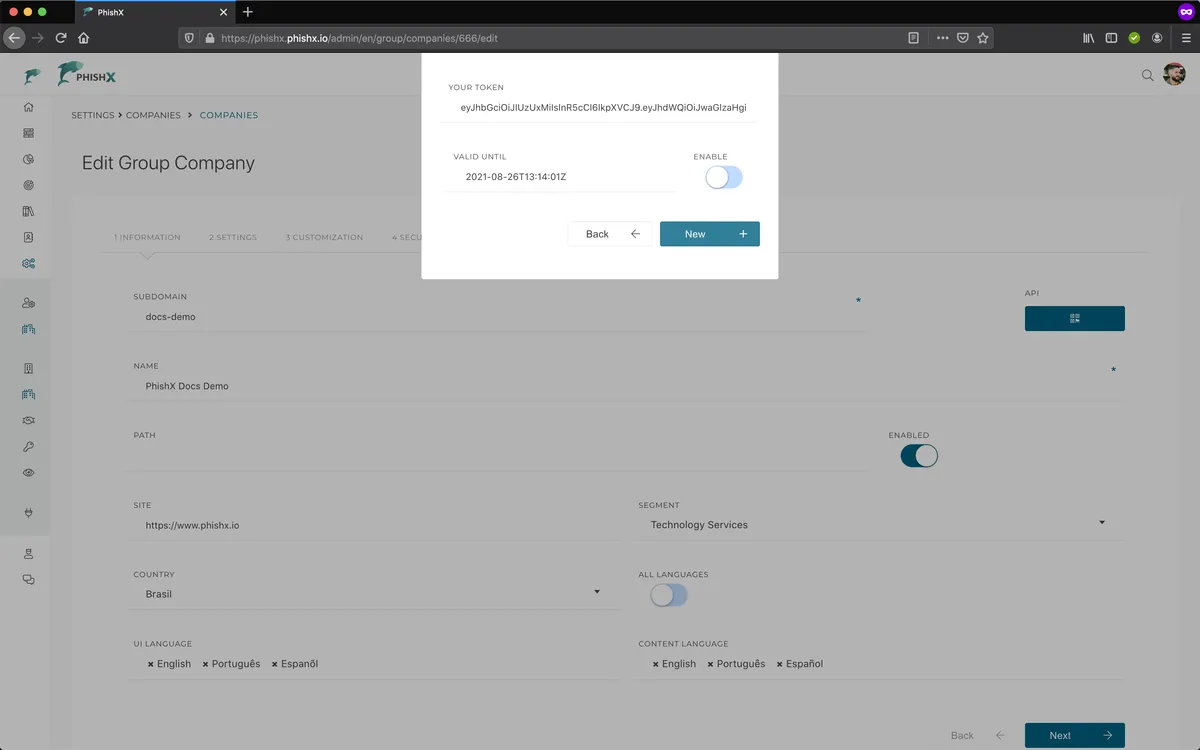 PhishX
https://phishx.phishx.io/admin/en/group/companies/666/edit
PHISHX
SETTINGS > COMPANIES > COMPANIES
Edit Group Company
YOUR TOKEN
eyJhbGciOiJIUzUxMiIsInR5cCI6IkpXVCJ9.eyJhdWQiOiJwaGlzaHgi
VALID UNTIL
ENABLE
2021-08-26T13:14:01Z
Back
New
1 INFORMATION
2 SETTINGS
3 CUSTOMIZATION
4 SECU
SUBDOMAIN
*
API
docs-demo
NAME
*
PhishX Docs Demo
PATH
ENABLED
SITE
SEGMENT
https://www.phishx.io
Technology Services
COUNTRY
ALL LANGUAGES
Brasil
UI LANGUAGE
CONTENT LANGUAGE
× English × Português × Espanõl
× English × Português × Español
Back
Next